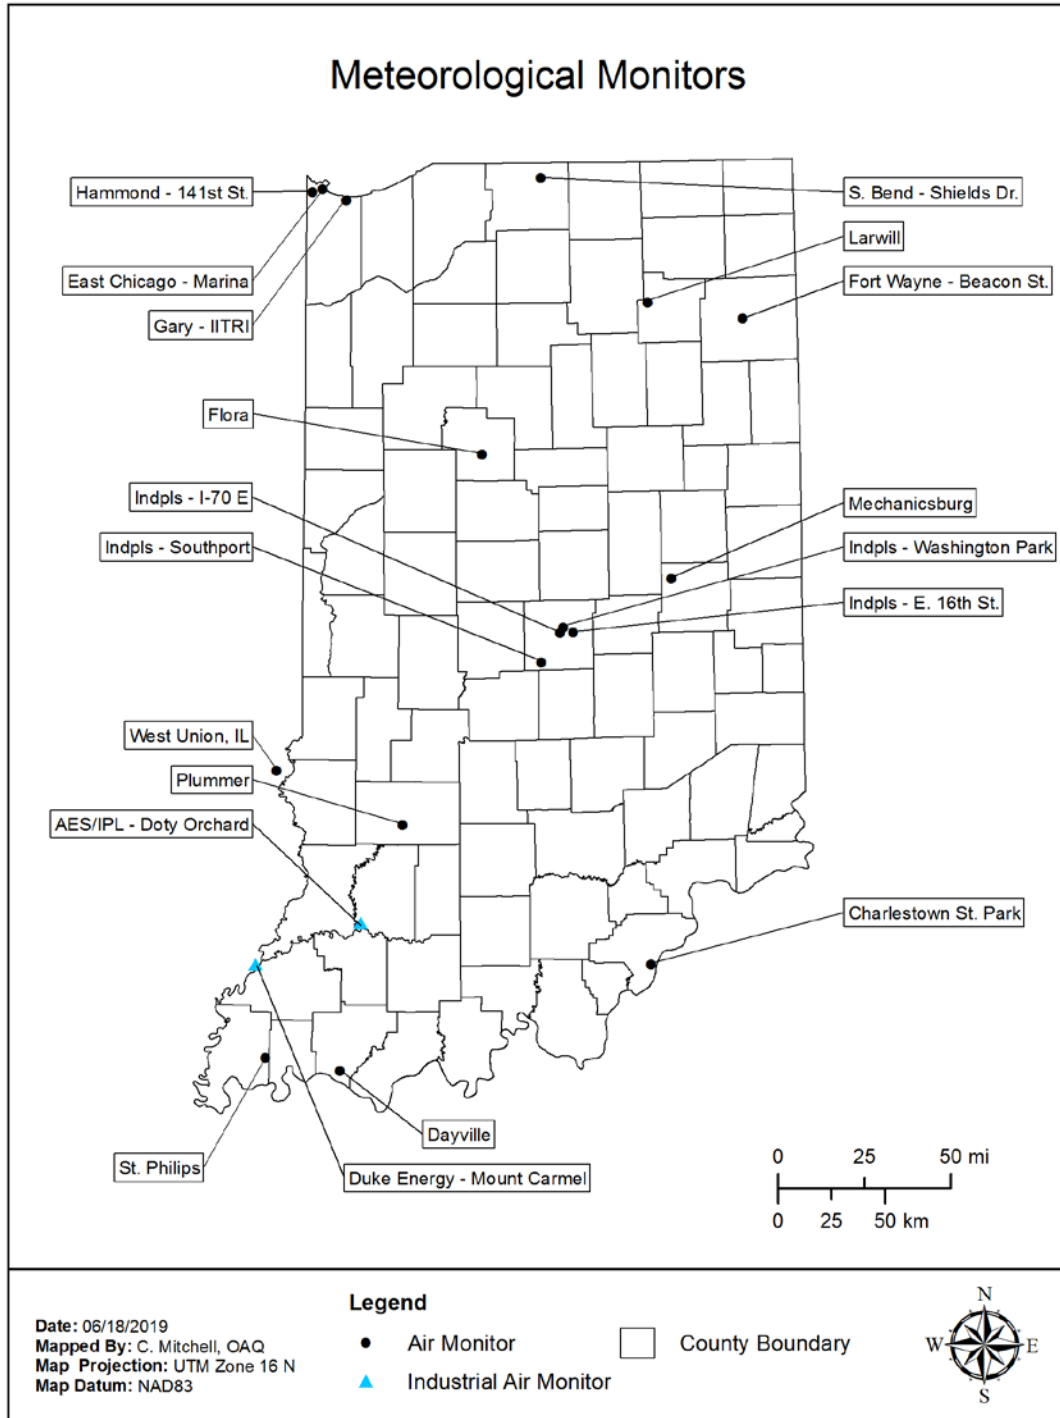 Meteorological Monitors
Hammond - 141st St.
S. Bend - Shields Dr.
Larwill
East Chicago - Marina
Fort Wayne - Beacon St.
Gary - IITRI
Flora
Indpls - I-70 E
Mechanicsburg
Indpls - Southport
Indpls - Washington Park
Indpls - E. 16th St.
West Union, IL
Plummer
AES/IPL - Doty Orchard
Charlestown St. Park
Dayville
St. Philips
Duke Energy - Mount Carmel
0 25 50 mi
0 25 50 km
Legend
Date: 06/18/2019
Mapped By: C. Mitchell, OAQ
Map Projection: UTM Zone 16 N
Map Datum: NAD83
Air Monitor
County Boundary
Industrial Air Monitor
N
W E
S